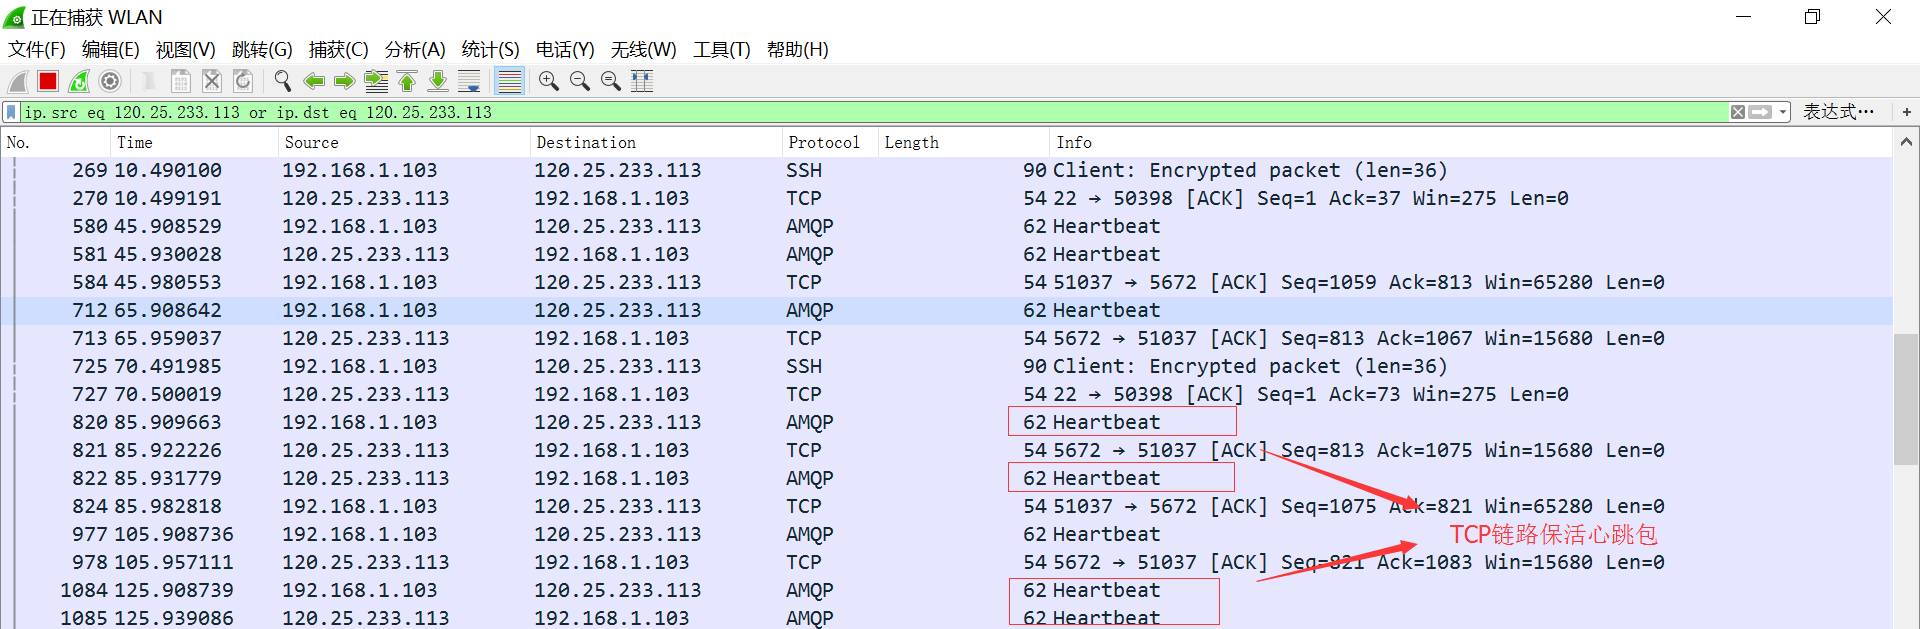 正在捕获 WLAN
文件(F) 编辑(E) 视图(V) 跳转(G) 捕获(C) 分析(A) 统计(S) 电话(Y) 无线(W) 工具(T) 帮助(H)
ip.src eq 120.25.233.113 or ip.dst eq 120.25.233.113 表达式… +
No. Time Source Destination Protocol Length Info
269 10.490100 192.168.1.103 120.25.233.113 SSH 90 Client: Encrypted packet (len=36)
270 10.499191 120.25.233.113 192.168.1.103 TCP 54 22 → 50398 [ACK] Seq=1 Ack=37 Win=275 Len=0
580 45.908529 192.168.1.103 120.25.233.113 AMQP 62 Heartbeat
581 45.930028 120.25.233.113 192.168.1.103 AMQP 62 Heartbeat
584 45.980553 192.168.1.103 120.25.233.113 TCP 54 51037 → 5672 [ACK] Seq=1059 Ack=813 Win=65280 Len=0
712 65.908642 192.168.1.103 120.25.233.113 AMQP 62 Heartbeat
713 65.959037 120.25.233.113 192.168.1.103 TCP 54 5672 → 51037 [ACK] Seq=813 Ack=1067 Win=15680 Len=0
725 70.491985 192.168.1.103 120.25.233.113 SSH 90 Client: Encrypted packet (len=36)
727 70.500019 120.25.233.113 192.168.1.103 TCP 54 22 → 50398 [ACK] Seq=1 Ack=73 Win=275 Len=0
820 85.909663 192.168.1.103 120.25.233.113 AMQP 62 Heartbeat
821 85.922226 120.25.233.113 192.168.1.103 TCP 54 5672 → 51037 [ACK] Seq=813 Ack=1075 Win=15680 Len=0
822 85.931779 120.25.233.113 192.168.1.103 AMQP 62 Heartbeat
824 85.982818 192.168.1.103 120.25.233.113 TCP 54 51037 → 5672 [ACK] Seq=1075 Ack=821 Win=65280 Len=0
977 105.908736 192.168.1.103 120.25.233.113 AMQP 62 Heartbeat
TCP链路保活心跳包
978 105.957111 120.25.233.113 192.168.1.103 TCP 54 5672 → 51037 [ACK] Seq=821 Ack=1083 Win=15680 Len=0
1084 125.908739 192.168.1.103 120.25.233.113 AMQP 62 Heartbeat
1085 125.939086 120.25.233.113 192.168.1.103 AMQP 62 Heartbeat